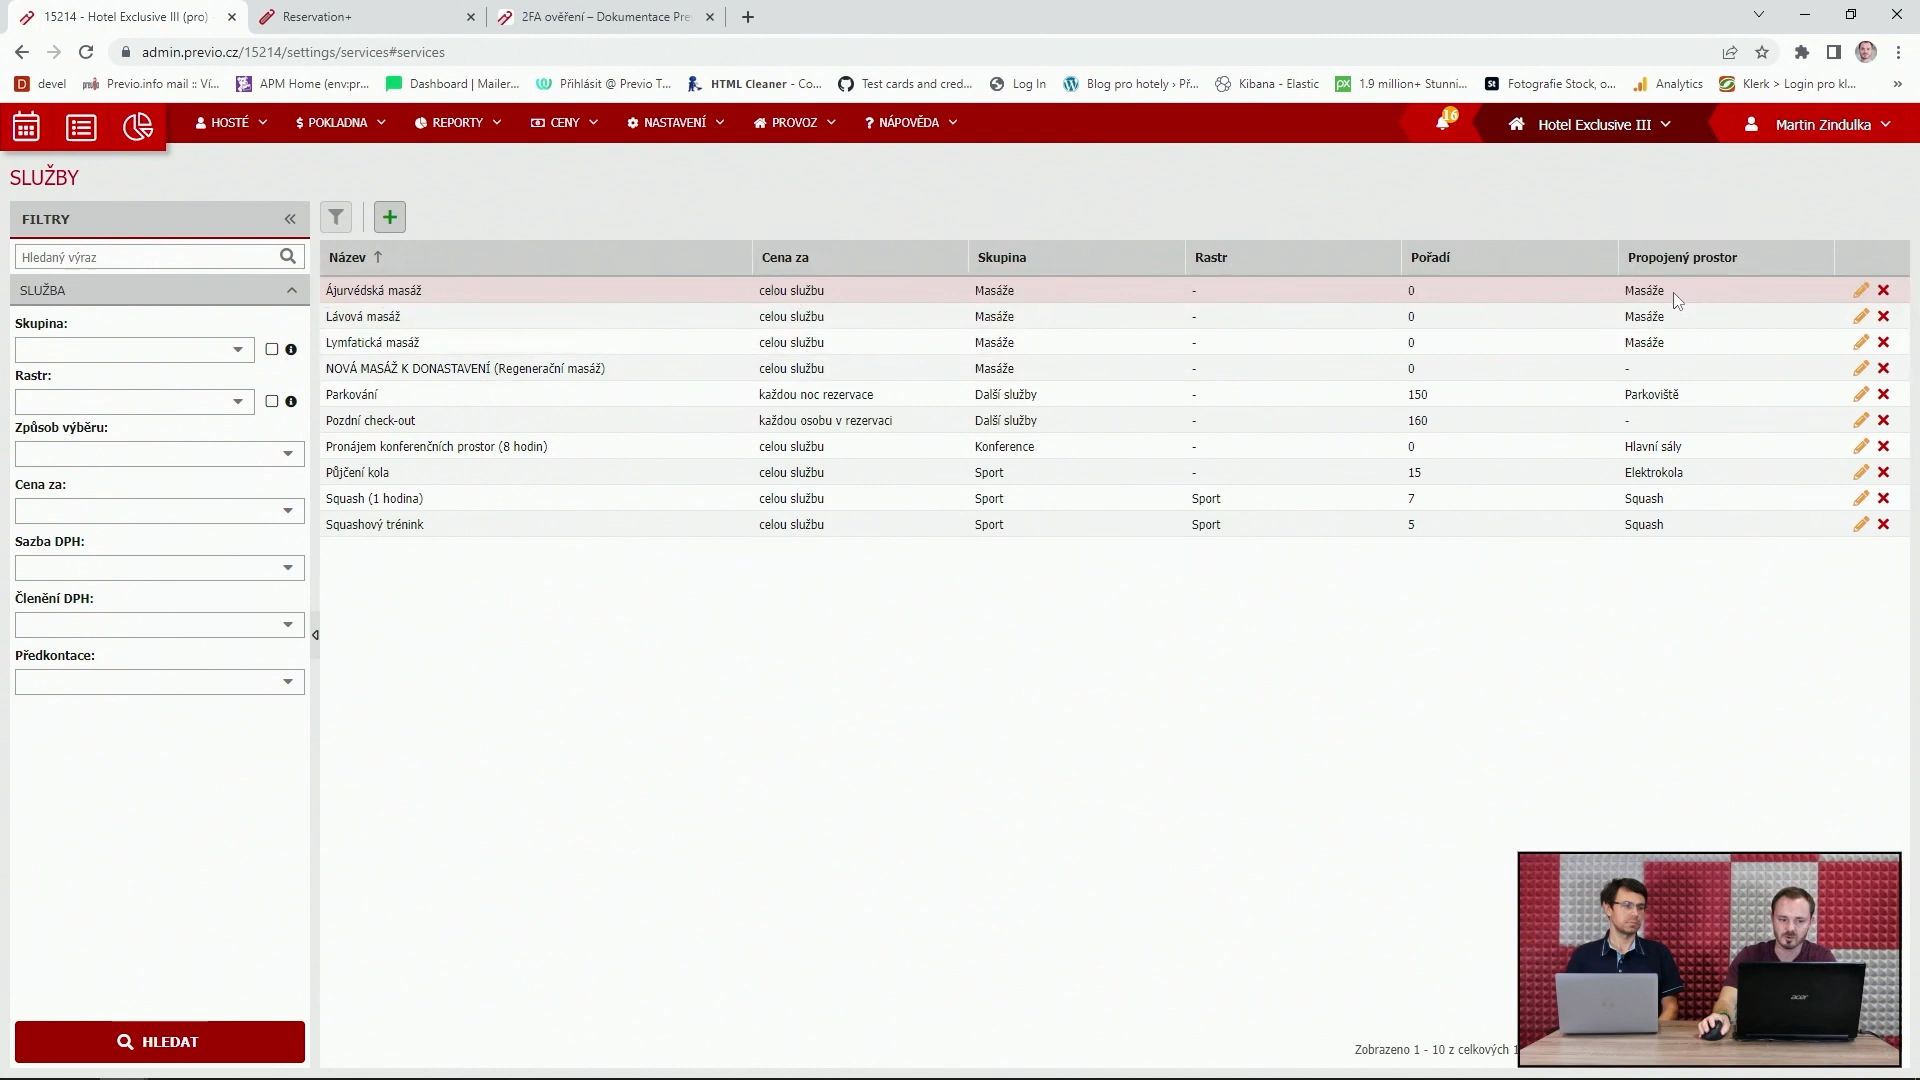 15214 - Hotel Exclusive III (pro)
Reservation+
2FA ověření – Dokumentace Pre
admin.previo.cz/15214/settings/services#services
devel
Previo.info mail :: Ví...
APM Home (env:pr...
Dashboard | Mailer...
Přihlásit @ Previo T...
HTML Cleaner - Co...
Test cards and cred...
Log In
Blog pro hotely › Př...
Kibana - Elastic
1.9 million+ Stunni...
Fotografie Stock, o...
Analytics
Klerk > Login pro kl...
»
HOSTÉ
$ POKLADNA
REPORTY
CENY
NASTAVENÍ
PROVOZ
? NÁPOVĚDA
16
Hotel Exclusive III
Martin Zindulka
SLUŽBY
FILTRY
Hledaný výraz
SLUŽBA
Skupina:
Rastr:
Způsob výběru:
Cena za:
Sazba DPH:
Členění DPH:
Předkontace:
HLEDAT
Název Cena za Skupina Rastr Pořadí Propojený prostor
Ájurvédská masáž celou službu Masáže - 0 Masáže
Lávová masáž celou službu Masáže - 0 Masáže
Lymfatická masáž celou službu Masáže - 0 Masáže
NOVÁ MASÁŽ K DONASTAVENÍ (Regenerační masáž) celou službu Masáže - 0 -
Parkování každou noc rezervace Další služby - 150 Parkoviště
Pozdní check-out každou osobu v rezervaci Další služby - 160 -
Pronájem konferenčních prostor (8 hodin) celou službu Konference - 0 Hlavní sály
Půjčení kola celou službu Sport - 15 Elektrokola
Squash (1 hodina) celou službu Sport Sport 7 Squash
Squashový trénink celou službu Sport Sport 5 Squash
Zobrazeno 1 - 10 z celkových 1
acer